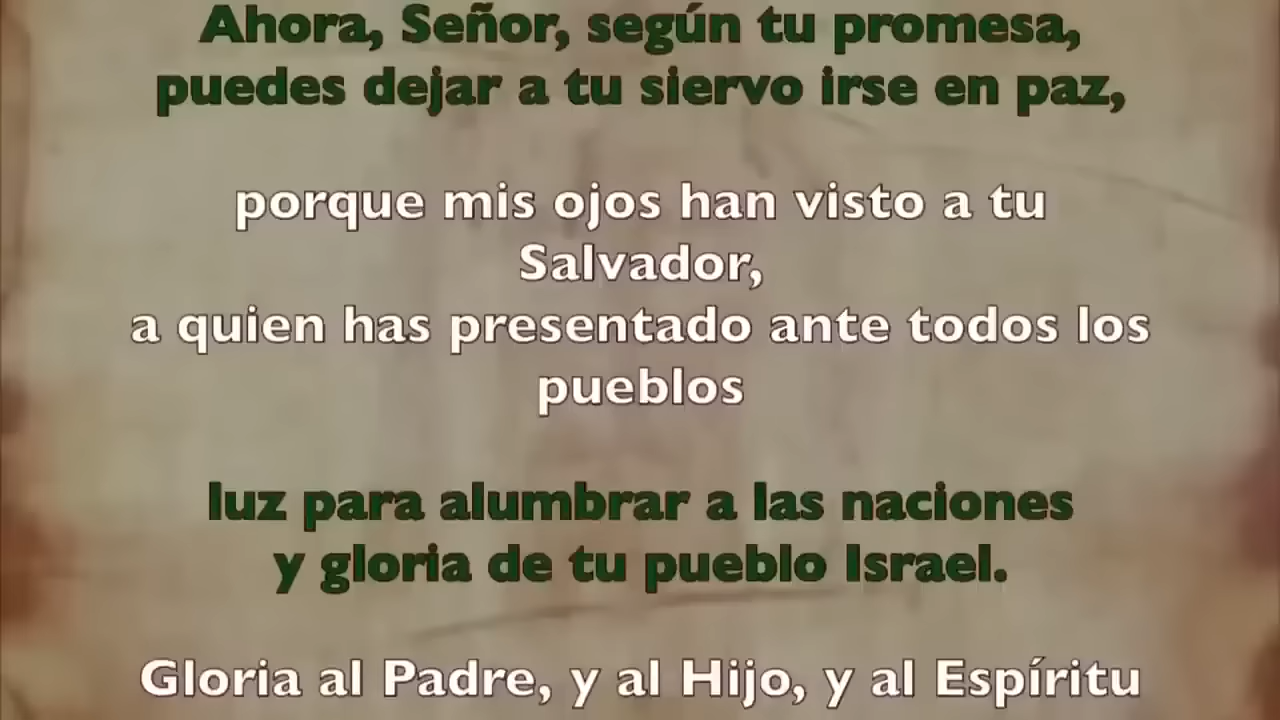 Ahora, Señor, según tu promesa,
puedes dejar a tu siervo irse en paz,
porque mis ojos han visto a tu
Salvador,
a quien has presentado ante todos los
pueblos
luz para alumbrar a las naciones
y gloria de tu pueblo Israel.
Gloria al Padre, y al Hijo, y al Espíritu